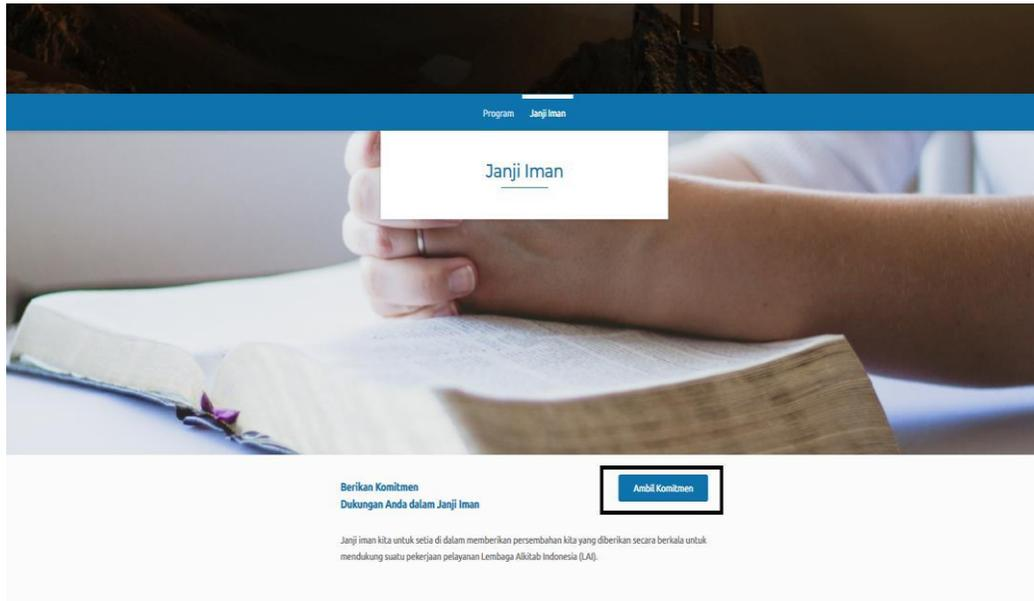 Program Janji Iman
Janji Iman
Berikan Komitmen
Dukungan Anda dalam Janji Iman
Ambil Komitmen
Janji iman kita untuk setia di dalam memberikan persembahan kita yang diberikan secara berkala untuk
mendukung suatu pekerjaan pelayanan Lembaga Alkitab Indonesia (LAI).